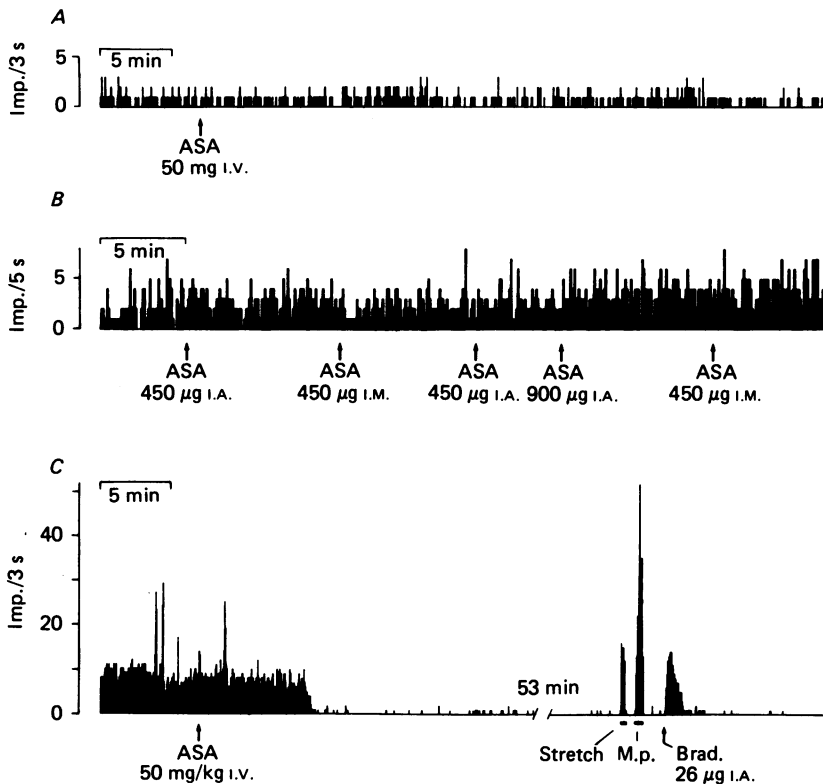 A
5 min
5
0
Imp./3 s
ASA
50 mg I.V.
B
5 min
5
0
Imp./5 s
ASA
450 µg I.A.
ASA
450 µg I.M.
ASA
450 µg I.A.
ASA
900 µg I.A.
ASA
450 µg I.M.
C
5 min
40
20
0
Imp./3 s
53 min
ASA
50 mg/kg I.V.
Stretch
M.p.
Brad.
26 µg I.A.